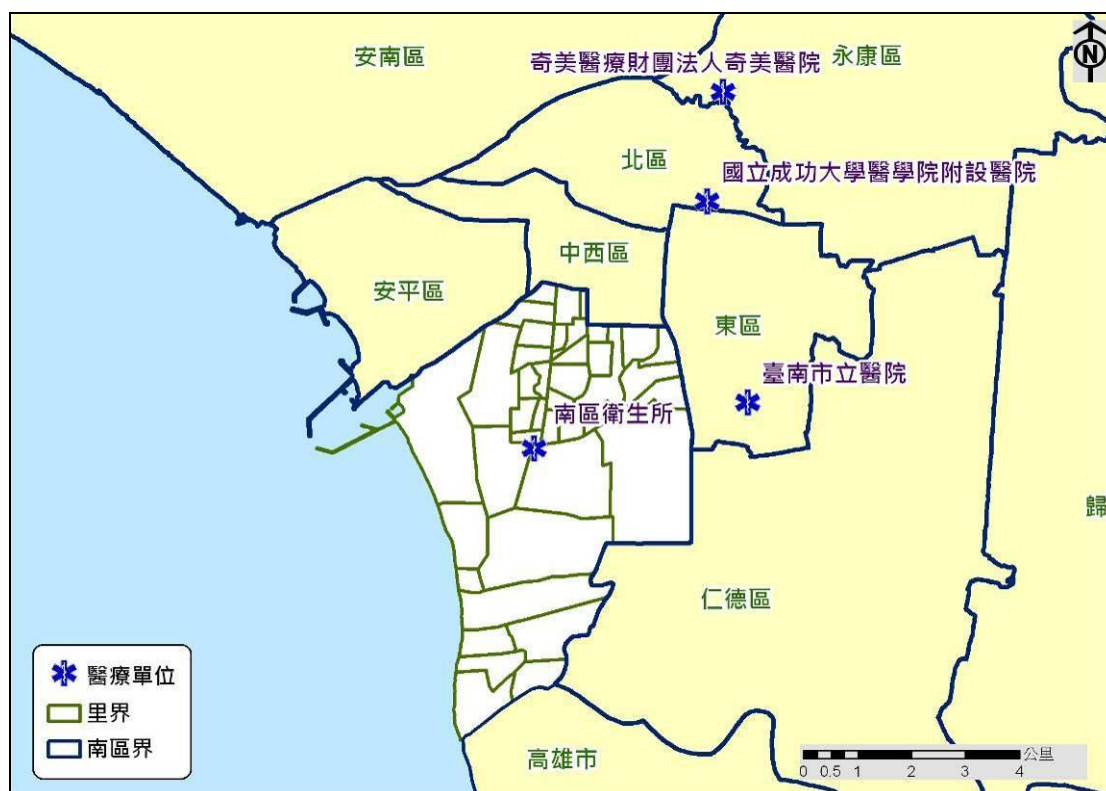 安南區
N
奇美醫療財團法人奇美醫院
永康區
北區
國立成功大學醫學院附設醫院
中西區
安平區
東區
臺南市立醫院
南區衛生所
歸
仁德區
醫療單位
里界
南區界
高雄市
公里
0 0.5 1 2 3 4